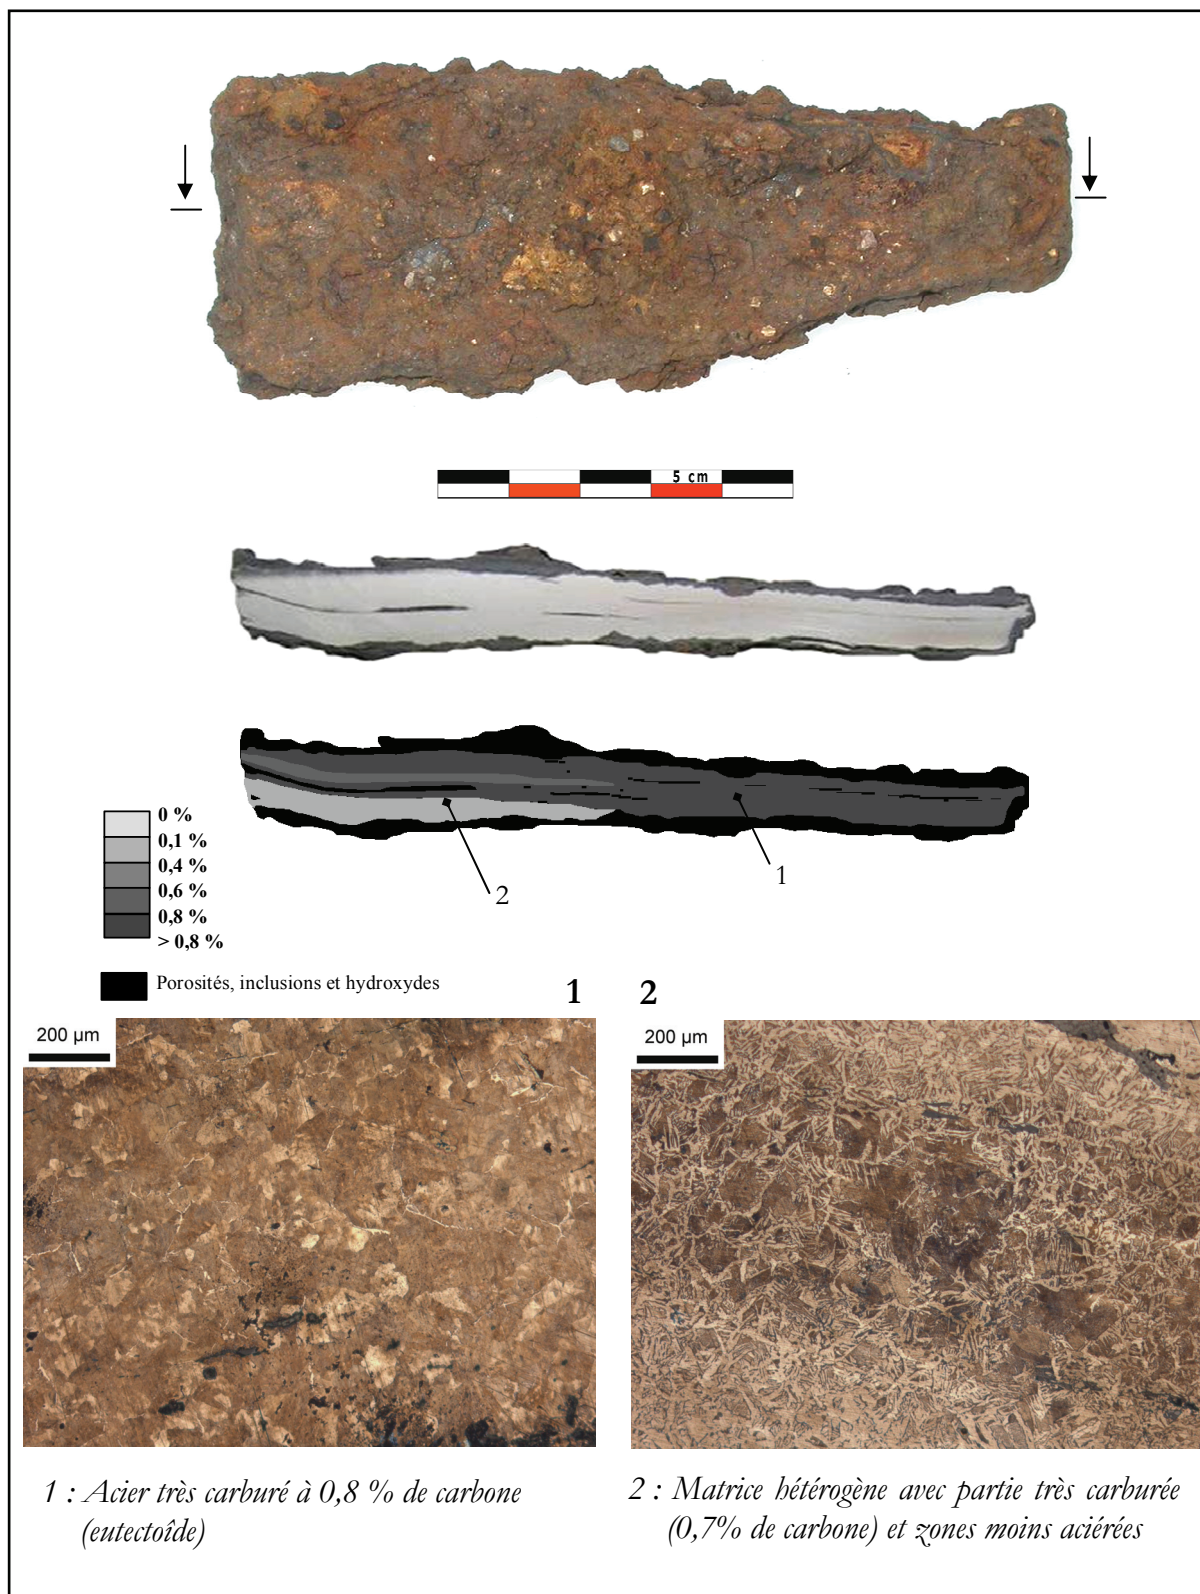 5 cm
0 %
0,1 %
0,4 %
0,6 %
0,8 %
> 0,8 %
2
1
Porosités, inclusions et hydroxydes
1
2
200 µm
200 µm
1 : Acier très carburé à 0,8 % de carbone
(eutectoîde)
2 : Matrice hétérogène avec partie très carburée
(0,7% de carbone) et zones moins aciérées